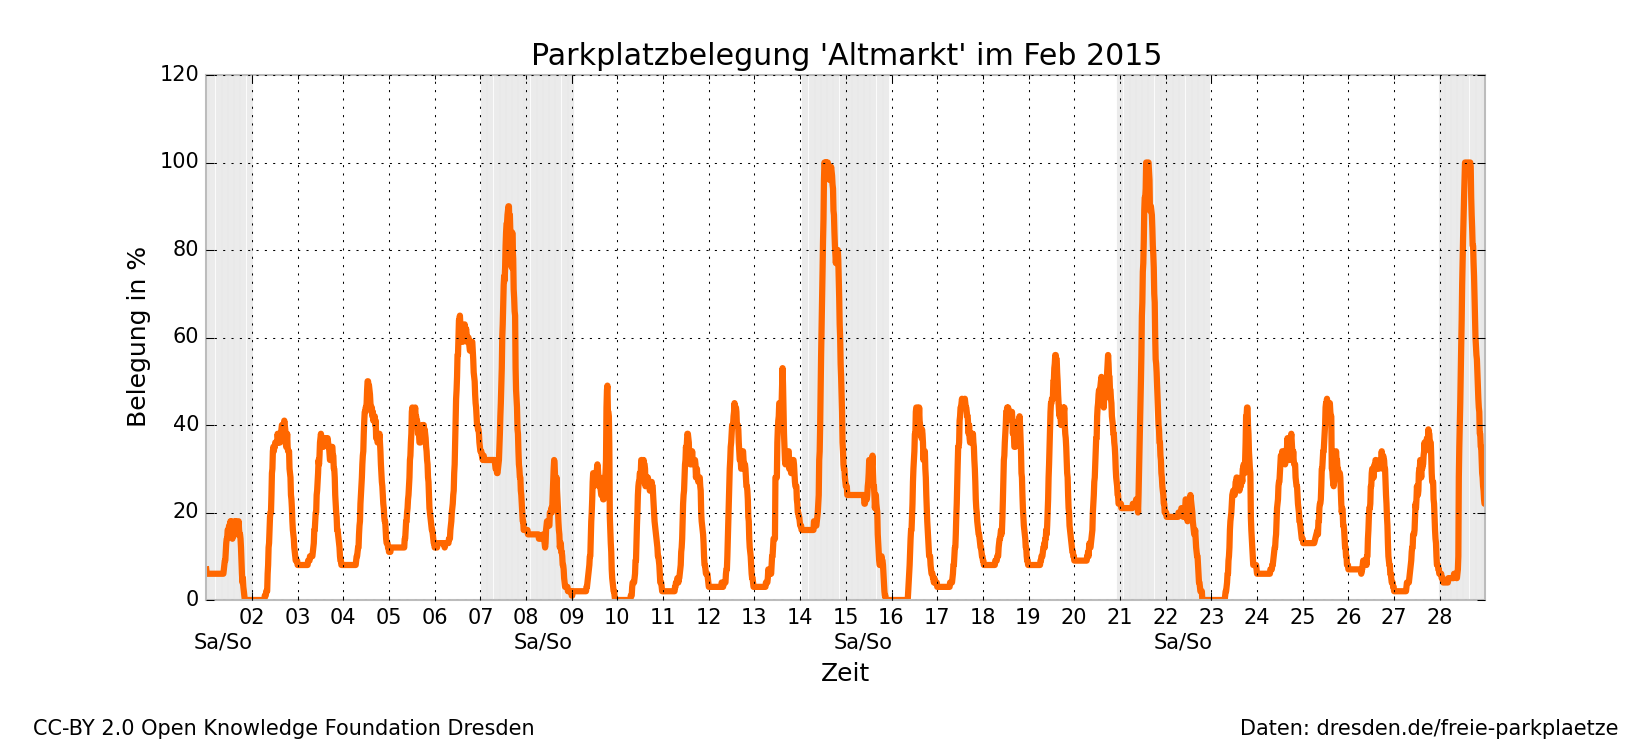 Parkplatzbelegung 'Altmarkt' im Feb 2015
120
100
80
60
40
20
0
Belegung in %
02 03 04 05 06 07 08 09 10 11 12 13 14 15 16 17 18 19 20 21 22 23 24 25 26 27 28
Sa/So Sa/So Sa/So Sa/So
Zeit
CC-BY 2.0 Open Knowledge Foundation Dresden
Daten: dresden.de/freie-parkplaetze